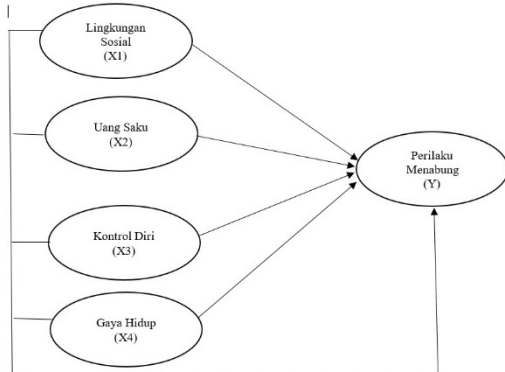 Lingkungan
Sosial
(X1)
Uang Saku
(X2)
Perilaku
Menabung
(Y)
Kontrol Diri
(X3)
Gaya Hidup
(X4)